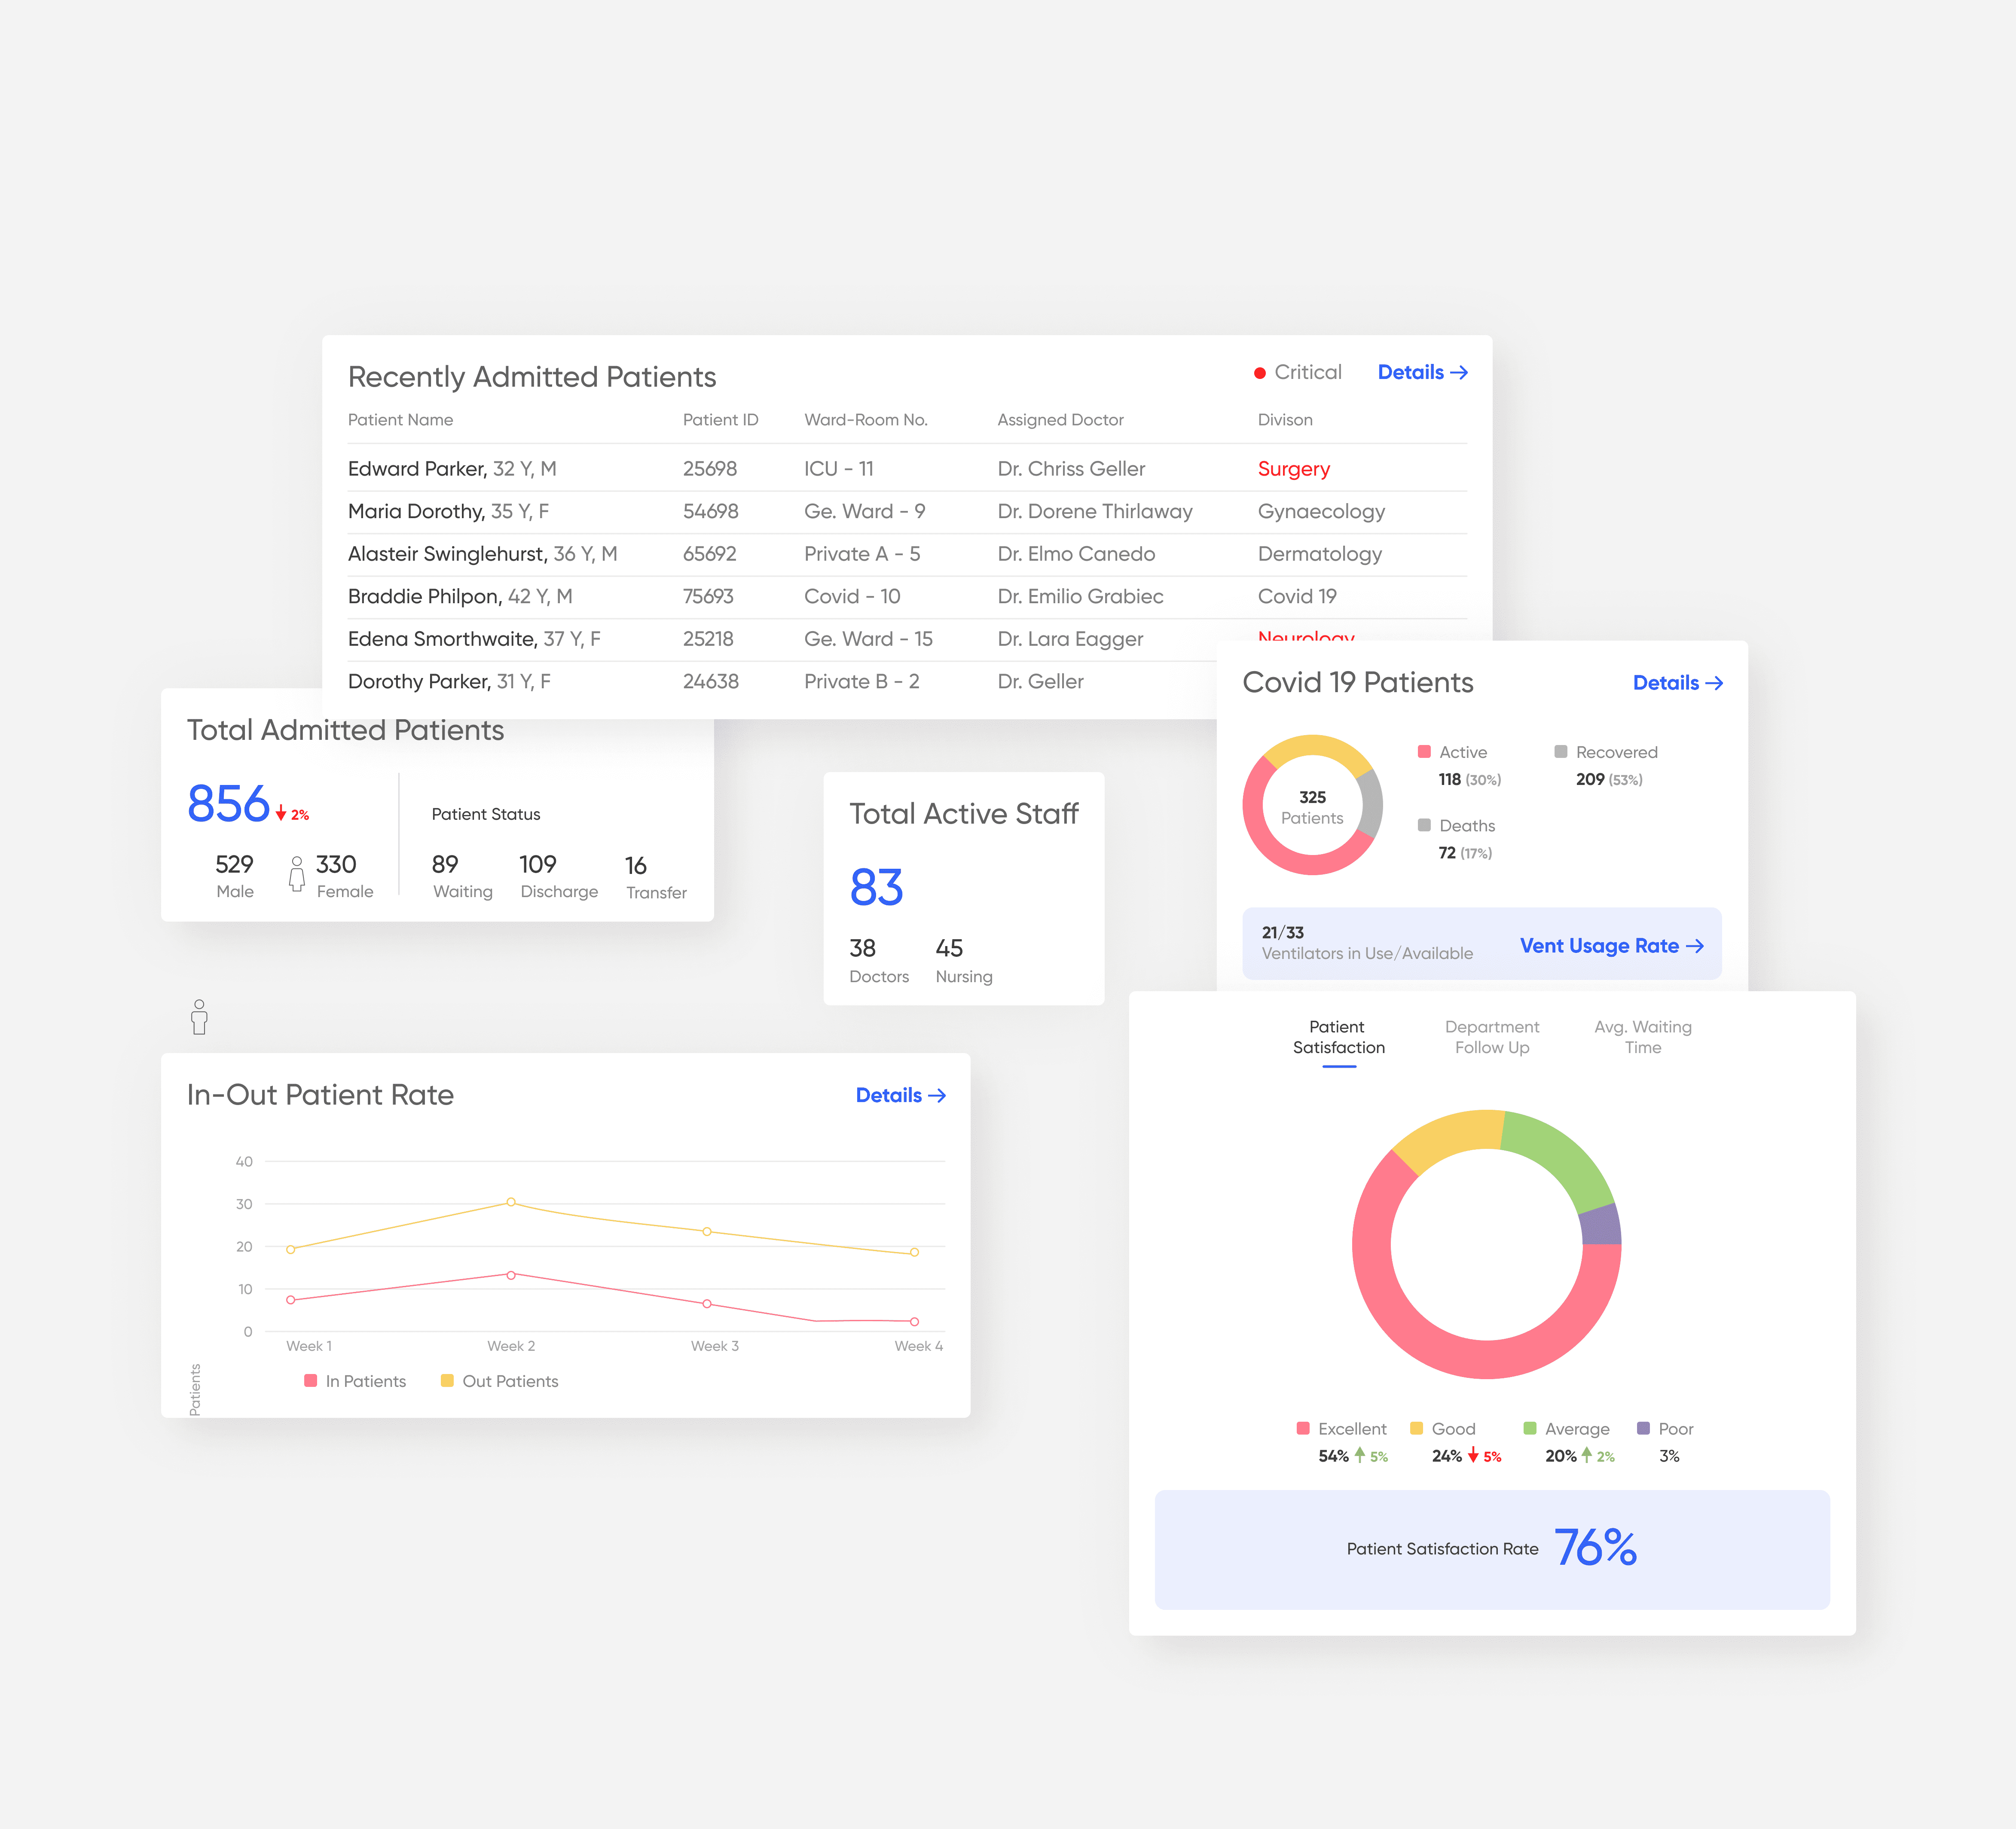 Recently Admitted Patients
Critical
Details →
Patient Name Patient ID Ward-Room No. Assigned Doctor Divison
Edward Parker, 32 Y, M 25698 ICU - 11 Dr. Chriss Geller Surgery
Maria Dorothy, 35 Y, F 54698 Ge. Ward - 9 Dr. Dorene Thirlaway Gynaecology
Alasteir Swinglehurst, 36 Y, M 65692 Private A - 5 Dr. Elmo Canedo Dermatology
Braddie Philpon, 42 Y, M 75693 Covid - 10 Dr. Emilio Grabiec Covid 19
Edena Smorthwaite, 37 Y, F 25218 Ge. Ward - 15 Dr. Lara Eagger Neurology
Dorothy Parker, 31 Y, F 24638 Private B - 2 Dr. Geller
Total Admitted Patients
856 2%
Patient Status
529 330 89 109 16
Male Female Waiting Discharge Transfer
Total Active Staff
83
38 45
Doctors Nursing
Covid 19 Patients
Details →
325
Patients
Active Recovered
118 (30%) 209 (53%)
Deaths
72 (17%)
21/33
Ventilators in Use/Available
Vent Usage Rate →
In-Out Patient Rate
Details →
40
30
20
10
0
Week 1 Week 2 Week 3 Week 4
Patients
In Patients Out Patients
Patient
Satisfaction
Department
Follow Up
Avg. Waiting
Time
Excellent Good Average Poor
54% 5% 24% 5% 20% 2% 3%
Patient Satisfaction Rate 76%